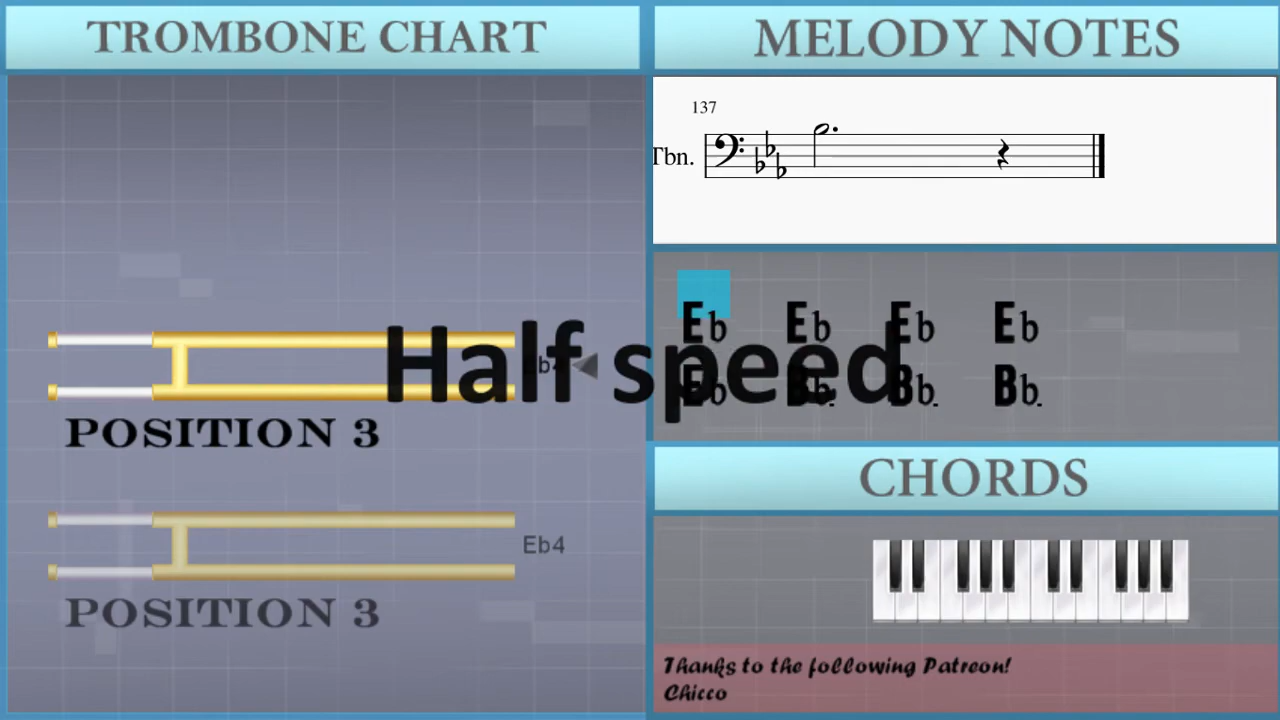 TROMBONE CHART
MELODY NOTES
137
Tbn.
Eb Eb Eb Eb
Eb Bb. Bb. Bb.
Half speed
POSITION 3
Eb4
POSITION 3
CHORDS
Thanks to the following Patreon!
Chicco